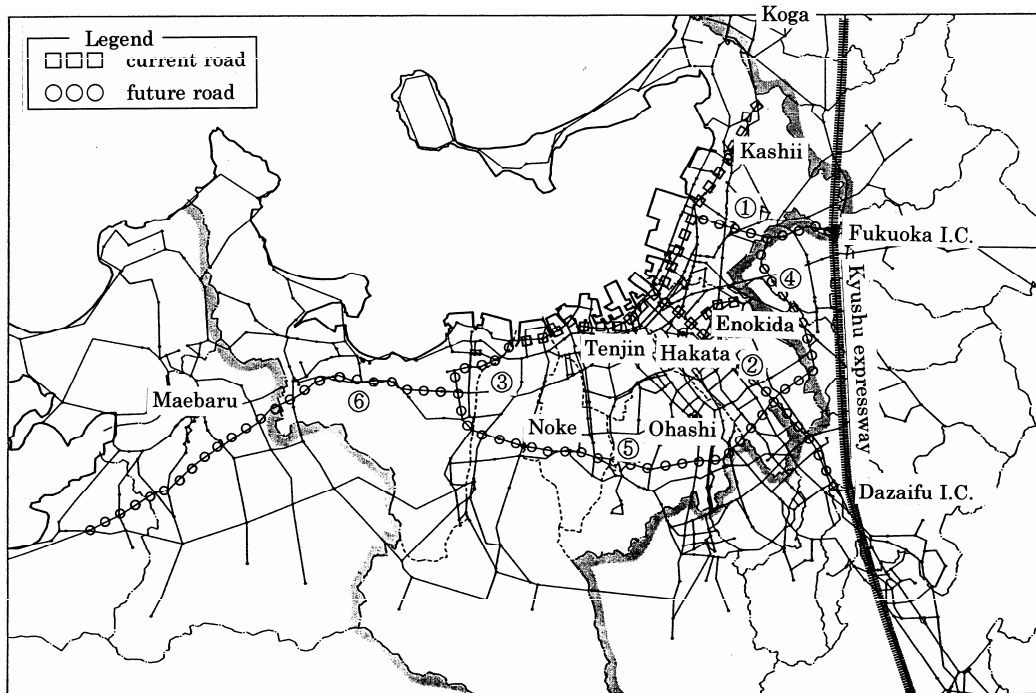 Koga
Legend
current road
future road
Kashii
①
Fukuoka I.C.
④
Kyushu expressway
Enokida
Tenjin
Hakata
③
②
Maebaru
⑥
Noke
Ohashi
⑤
Dazaifu I.C.